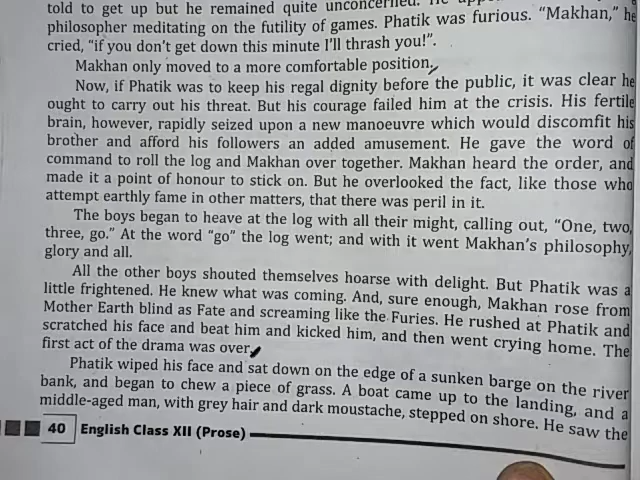 told to get up but he remained quite unconcerned. He
philosopher meditating on the futility of games. Phatik was furious. “Makhan,” he
cried, “if you don’t get down this minute I’ll thrash you!”.
Makhan only moved to a more comfortable position.
Now, if Phatik was to keep his regal dignity before the public, it was clear he
ought to carry out his threat. But his courage failed him at the crisis. His fertile
brain, however, rapidly seized upon a new manoeuvre which would discomfit his
brother and afford his followers an added amusement. He gave the word of
command to roll the log and Makhan over together. Makhan heard the order, and
made it a point of honour to stick on. But he overlooked the fact, like those who
attempt earthly fame in other matters, that there was peril in it.
The boys began to heave at the log with all their might, calling out, “One, two,
three, go.” At the word “go” the log went; and with it went Makhan’s philosophy,
glory and all.
All the other boys shouted themselves hoarse with delight. But Phatik was a
little frightened. He knew what was coming. And, sure enough, Makhan rose from
Mother Earth blind as Fate and screaming like the Furies. He rushed at Phatik and
scratched his face and beat him and kicked him, and then went crying home. The
first act of the drama was over.
Phatik wiped his face and sat down on the edge of a sunken barge on the river
bank, and began to chew a piece of grass. A boat came up to the landing, and a
middle-aged man, with grey hair and dark moustache, stepped on shore. He saw the
40 English Class XII (Prose)